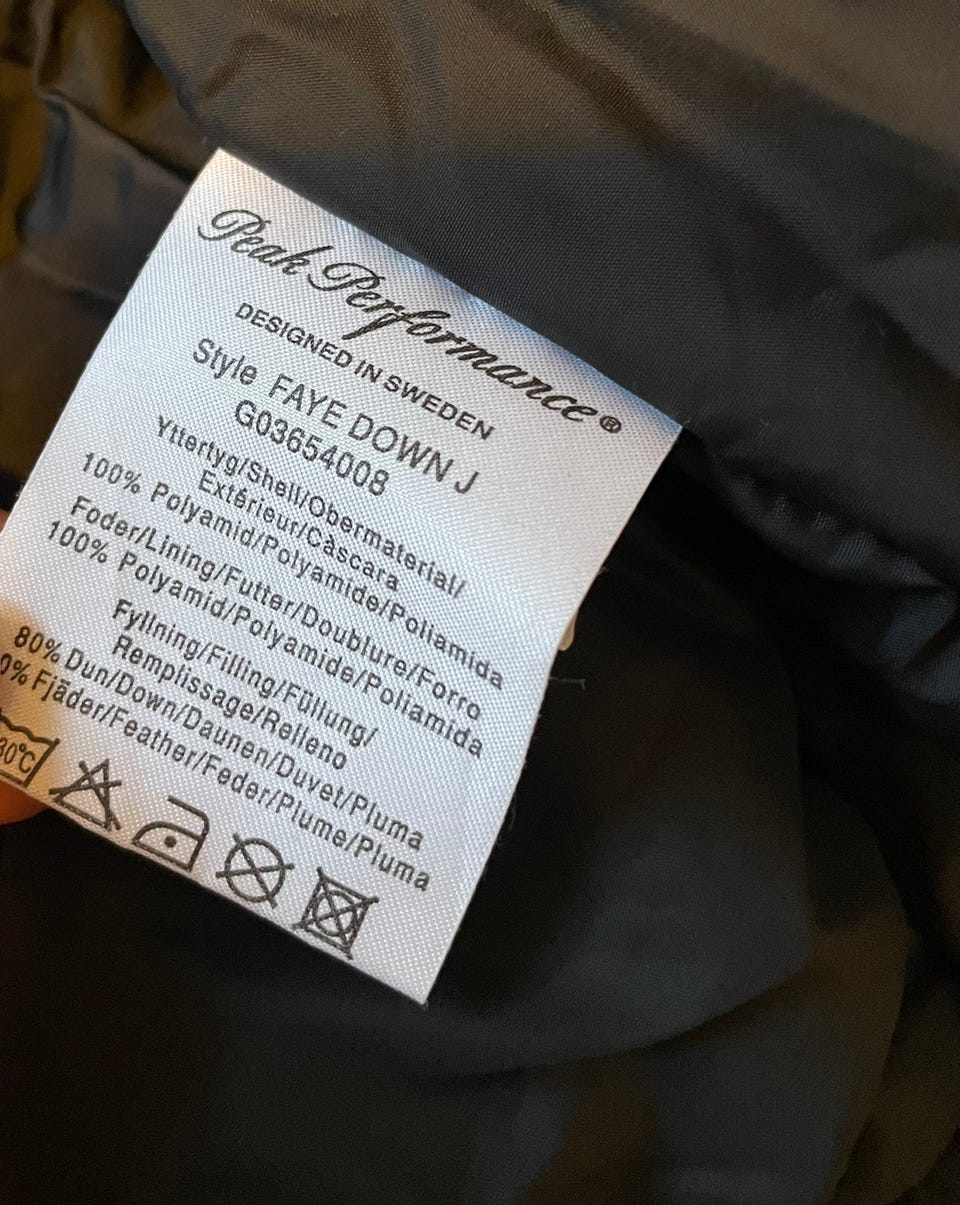 Peak Performance®
DESIGNED IN SWEDEN
Style FAYE DOWN J
G03654008
Yttertyg/Shell/Obermaterial/
Extérieur/Càscara
100% Polyamid/Polyamide/Poliamida
Foder/Lining/Futter/Doublure/Forro
100% Polyamid/Polyamide/Poliamida
Fyllning/Filling/Füllung/
Remplissage/Relleno
80% Dun/Down/Daunen/Duvet/Pluma
0% Fjäder/Feather/Feder/Plume/Pluma
30°C